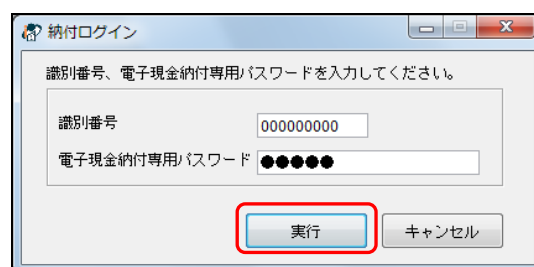 納付ログイン
識別番号、電子現金納付専用パスワードを入力してください。
識別番号 000000000
電子現金納付専用パスワード ●●●●●
実行 キャンセル